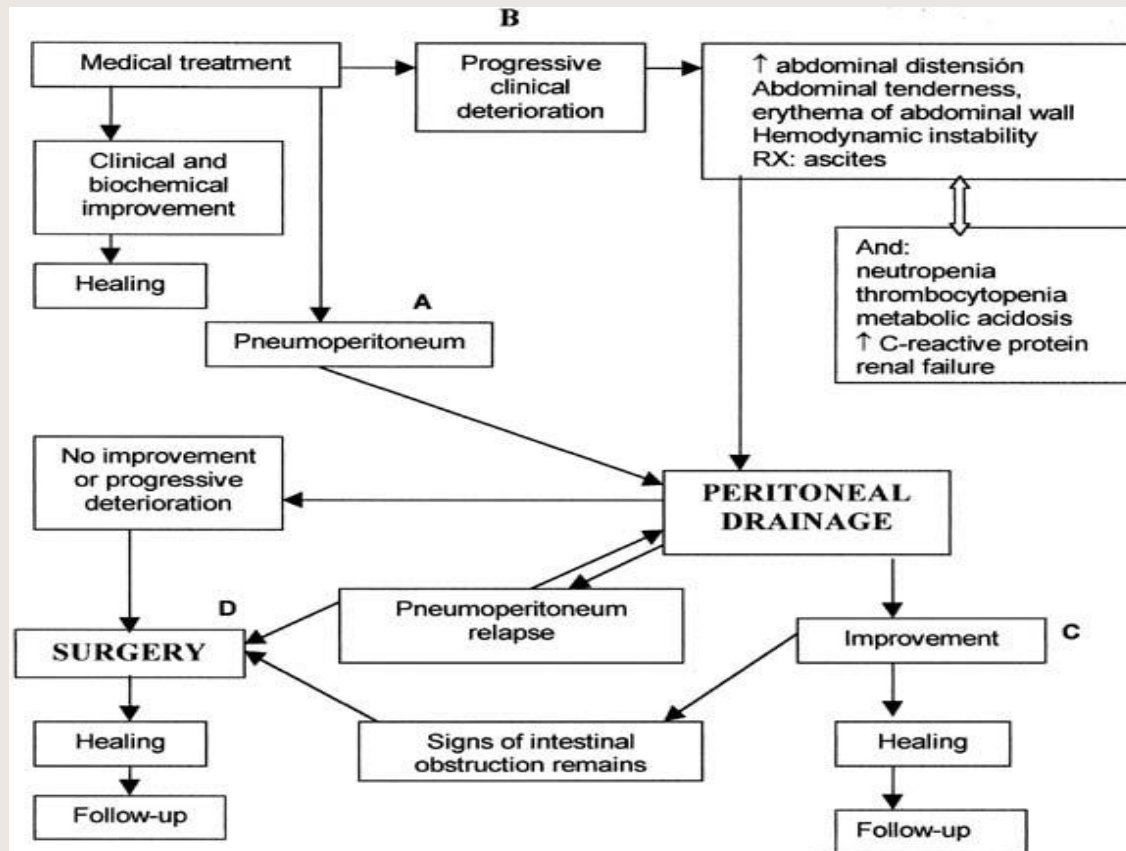 B
Medical treatment
Progressive
clinical
deterioration
↑ abdominal distensión
Abdominal tenderness,
erythema of abdominal wall
Hemodynamic instability
RX: ascites
Clinical and
biochemical
improvement
And:
neutropenia
thrombocytopenia
metabolic acidosis
↑ C-reactive protein
renal failure
Healing
A
Pneumoperitoneum
No improvement
or progressive
deterioration
PERITONEAL
DRAINAGE
D
Pneumoperitoneum
relapse
SURGERY
Improvement
C
Healing
Signs of intestinal
obstruction remains
Healing
Follow-up
Follow-up